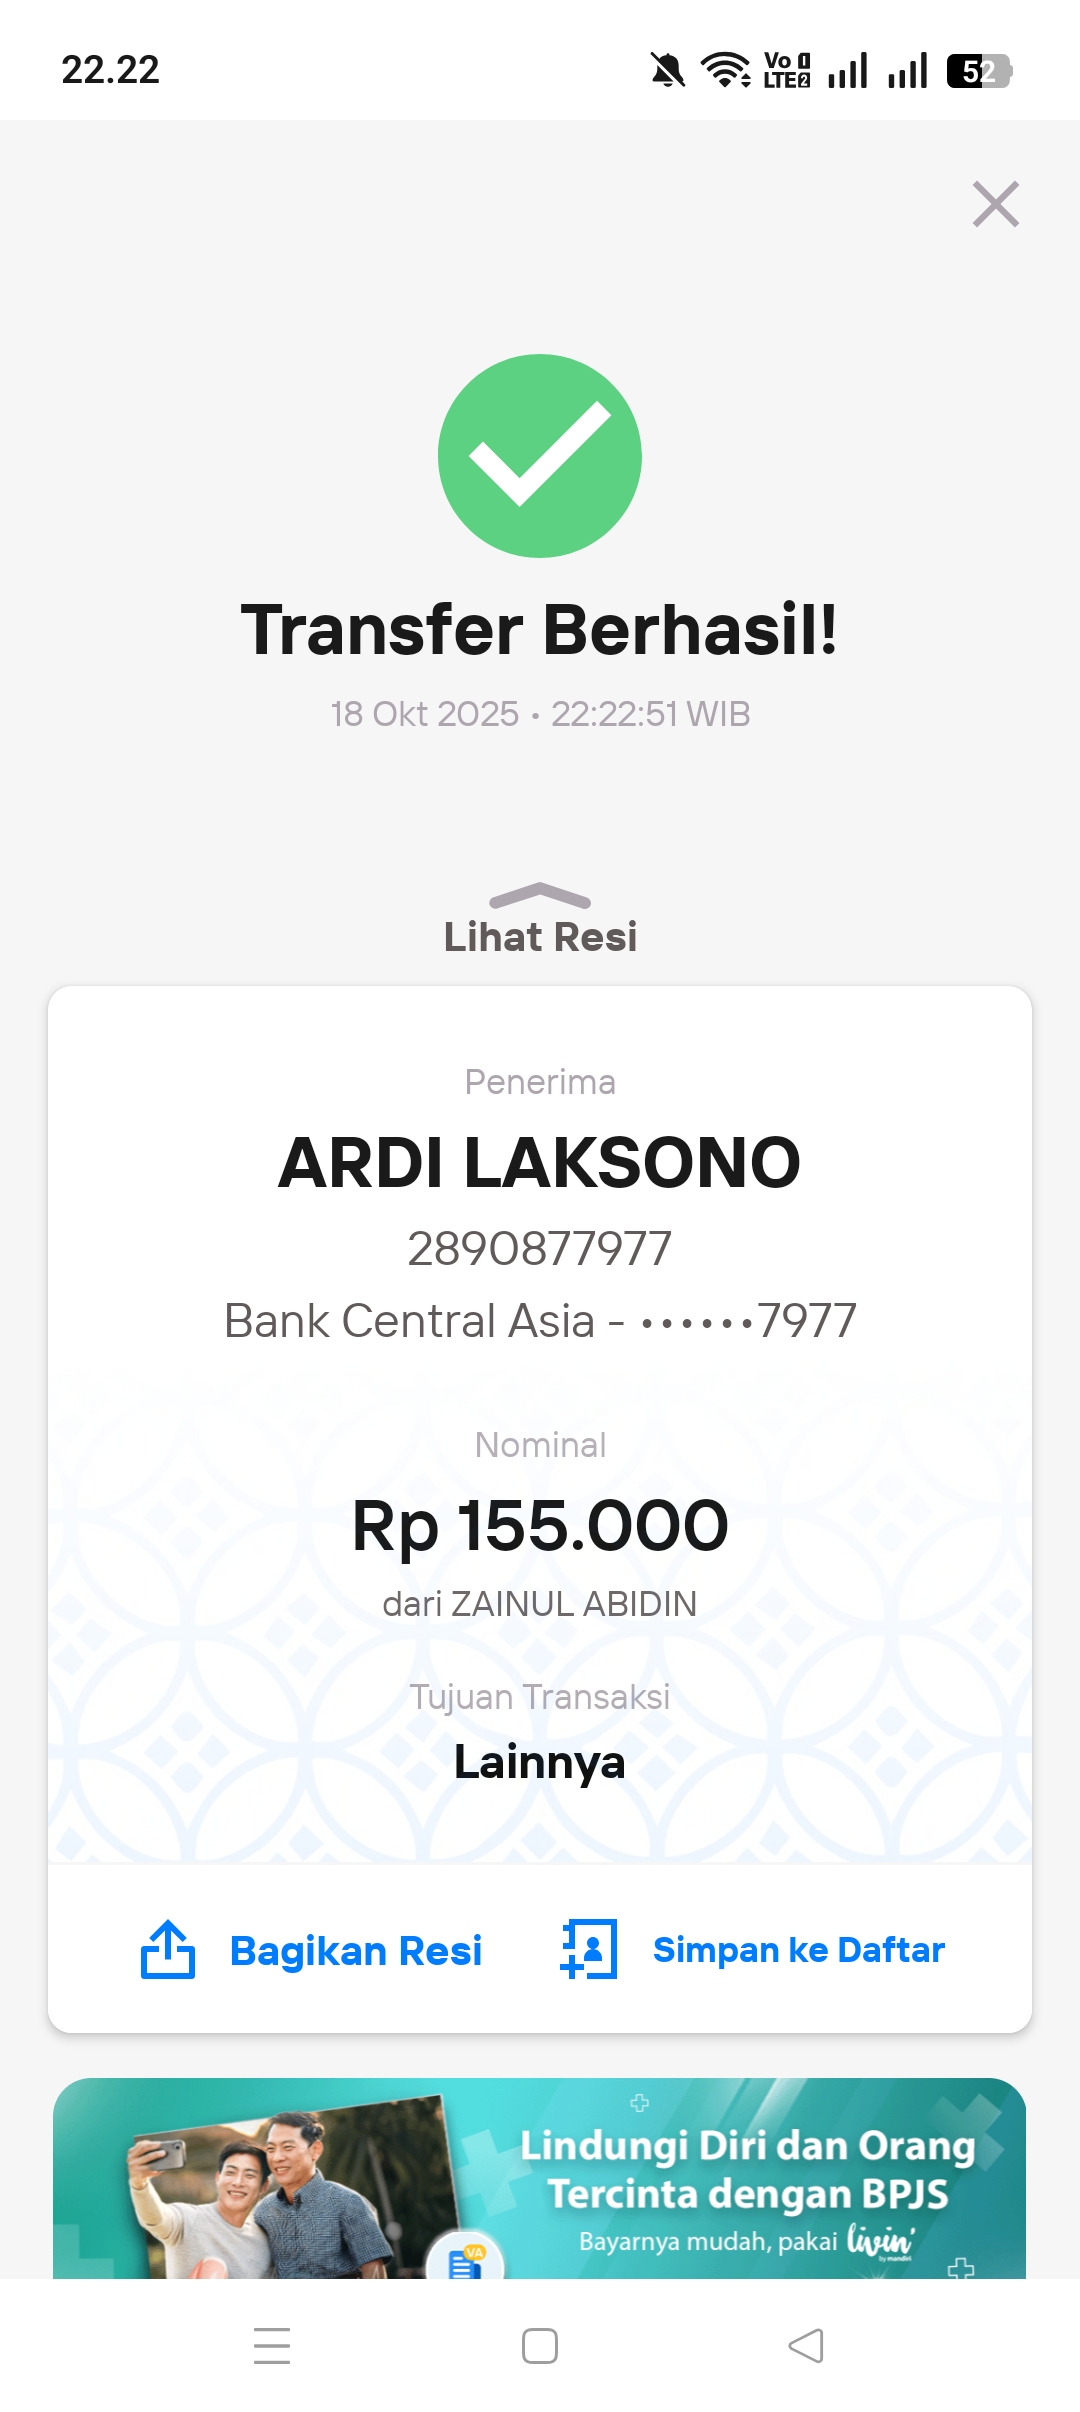 22.22
Vo 1
LTE2
52
Transfer Berhasil!
18 Okt 2025 • 22:22:51 WIB
Lihat Resi
Penerima
ARDI LAKSONO
2890877977
Bank Central Asia - ••••••7977
Nominal
Rp 155.000
dari ZAINUL ABIDIN
Tujuan Transaksi
Lainnya
Bagikan Resi
Simpan ke Daftar
Lindungi Diri dan Orang
Tercinta dengan BPJS
Bayarnya mudah, pakai livin'
by mandiri
VA